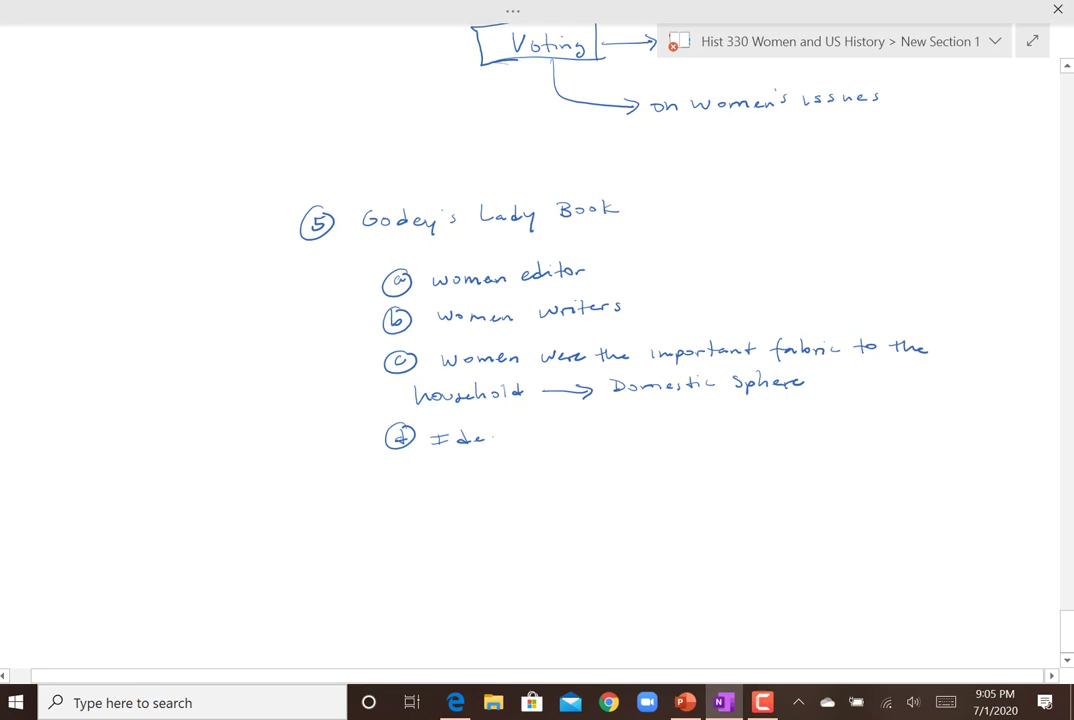 Voting
Hist 330 Women and US History > New Section 1
on women's issues
5 Godey's Lady Book
a women editor
b women writers
c women were the important fabric to the
household → Domestic Sphere
d Ide
Type here to search
9:05 PM
7/1/2020